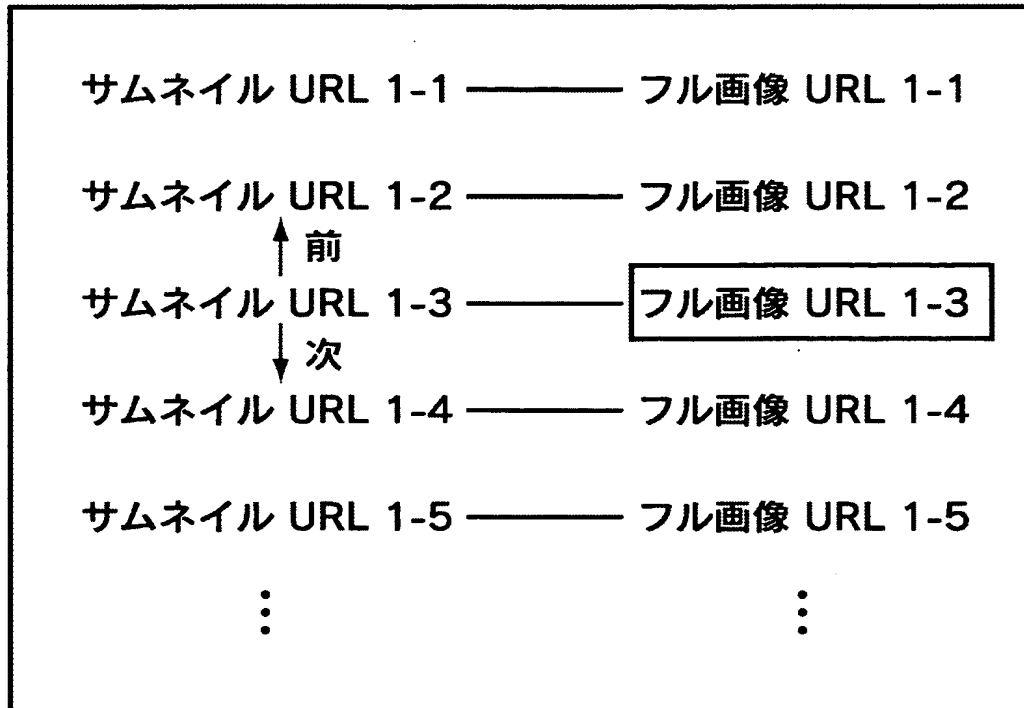 サムネイル URL 1-1 フル画像 URL 1-1
サムネイル URL 1-2 フル画像 URL 1-2
前
サムネイル URL 1-3 フル画像 URL 1-3
次
サムネイル URL 1-4 フル画像 URL 1-4
サムネイル URL 1-5 フル画像 URL 1-5
⋮ ⋮